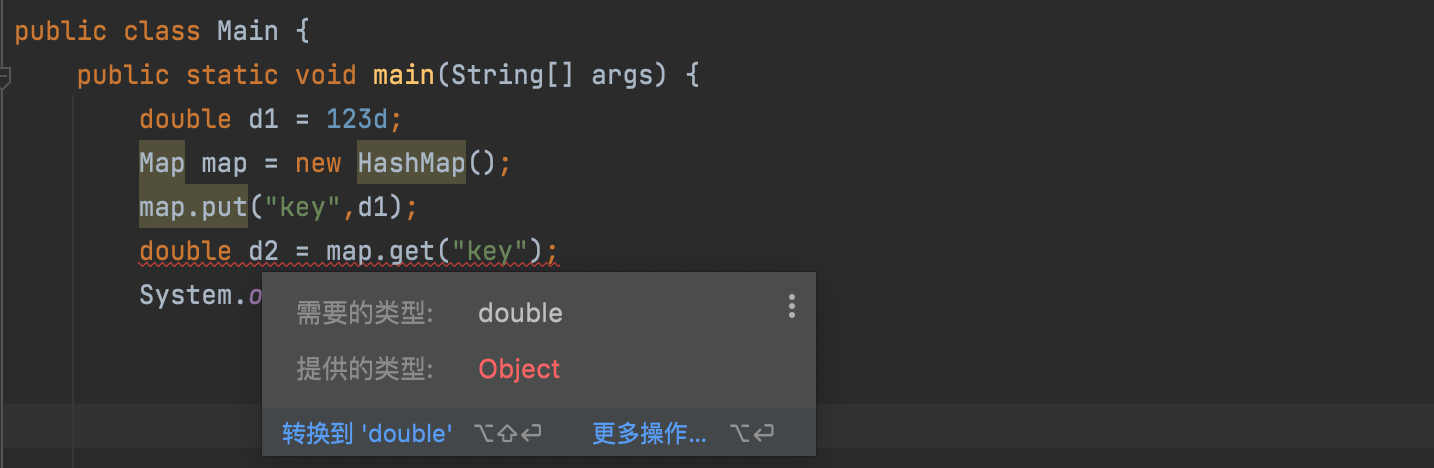 public class Main {
public static void main(String[] args) {
double d1 = 123d;
Map map = new HashMap();
map.put("key",d1);
double d2 = map.get("key");
System.o
需要的类型: double
提供的类型: Object
转换到 'double' ⌥⇧⏎ 更多操作... ⌥⏎